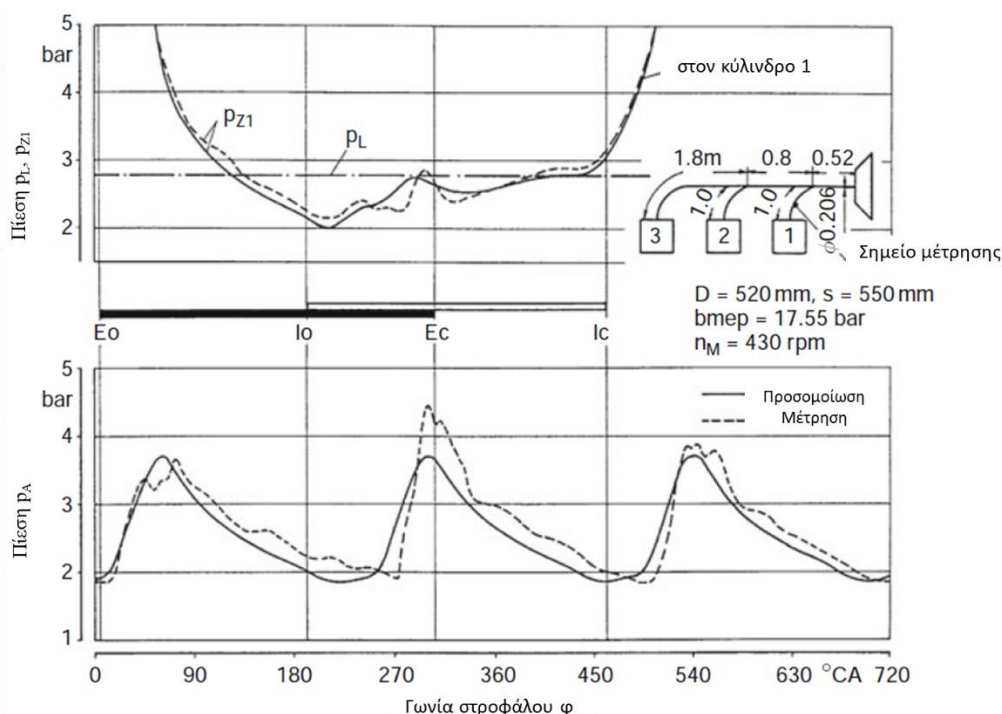 5
bar
4
3
2
Πίεση pL, pZ1
pZ1
pL
στον κύλινδρο 1
1.8m
0.8
0.52
1.0
1.0
ϕ0.206
3
2
1
Σημείο μέτρησης
D = 520 mm, s = 550 mm
bmep = 17.55 bar
nM = 430 rpm
Eo
Io
Ec
Ic
5
bar
4
3
2
1
Πίεση pA
Προσομοίωση
Μέτρηση
0
90
180
270
360
450
540
630
°CA
720
Γωνία στροφάλου φ